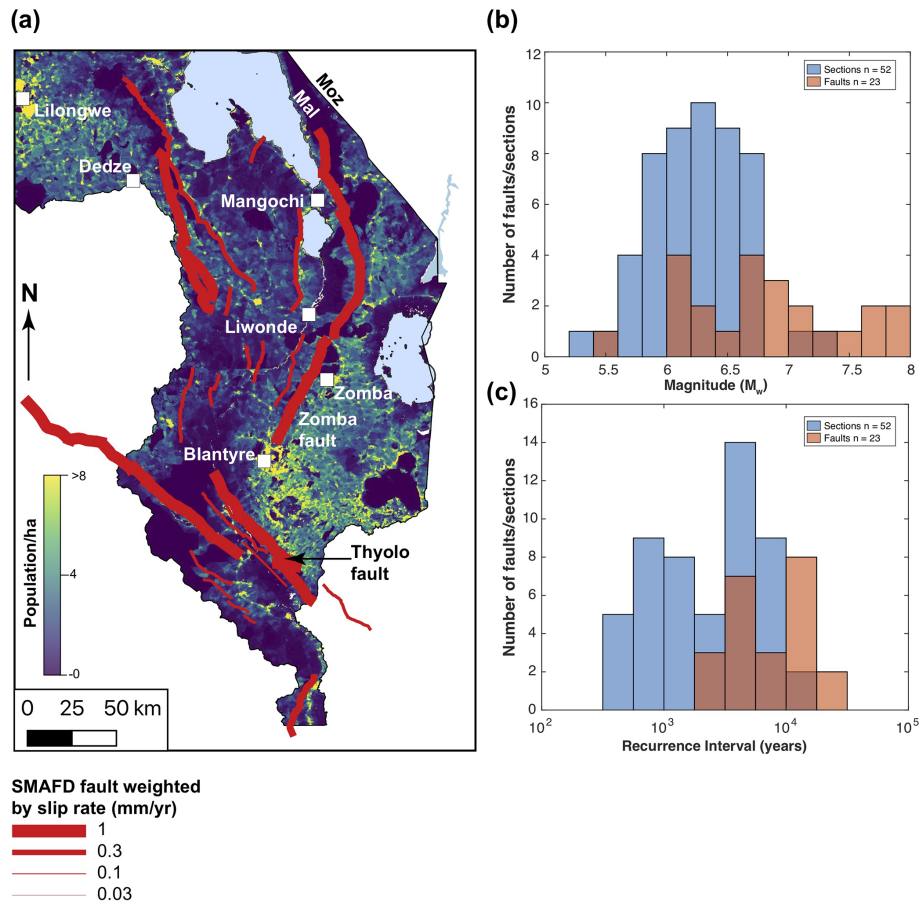 (a)
Moz
Mal
Lilongwe
Dedze
Mangochi
N
Liwonde
Zomba
Zomba
fault
Blantyre
Thyolo
fault
>8
4
-0
Population/ha
0 25 50 km
SMAFD fault weighted
by slip rate (mm/yr)
1
0.3
0.1
0.03
(b)
12
10
8
6
4
2
0
Number of faults/sections
Sections n = 52
Faults n = 23
5 5.5 6 6.5 7 7.5 8
Magnitude (Mw)
(c)
16
14
12
10
8
6
4
2
0
Number of faults/sections
Sections n = 52
Faults n = 23
10² 10³ 10⁴ 10⁵
Recurrence Interval (years)